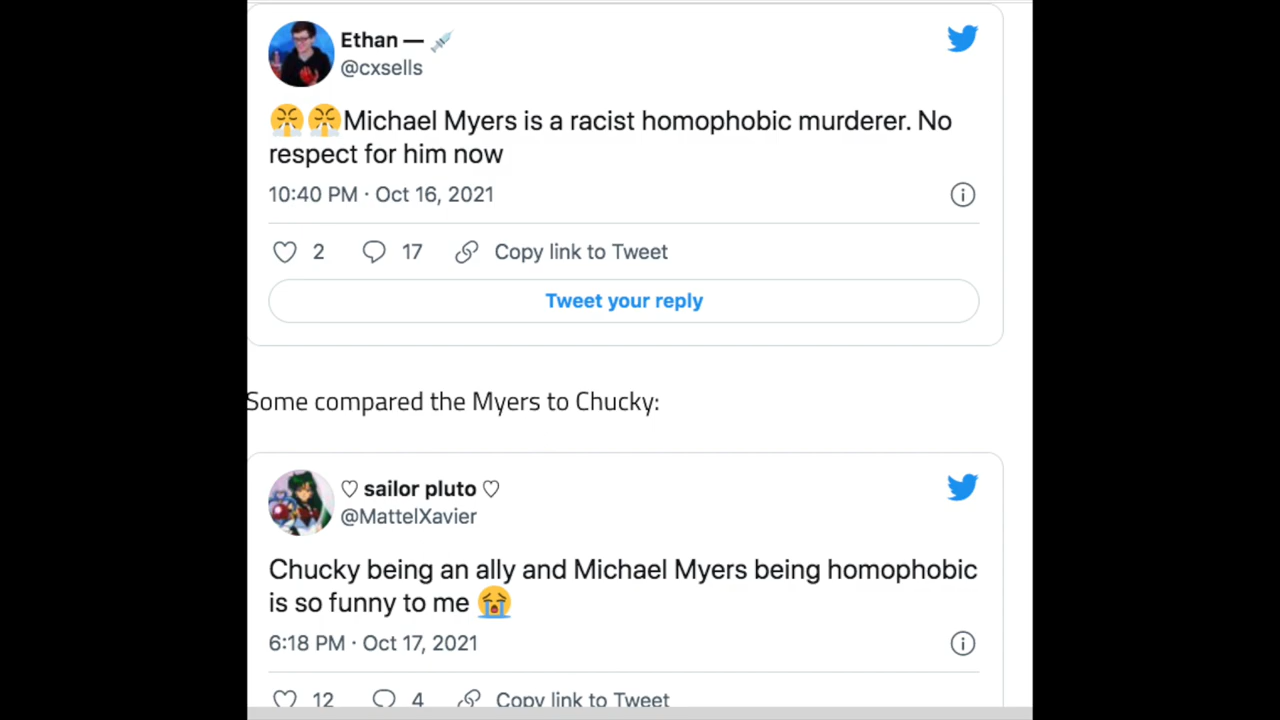 Ethan — 💉
@cxsells
😤😤Michael Myers is a racist homophobic murderer. No
respect for him now
10:40 PM · Oct 16, 2021
2 17 Copy link to Tweet
Tweet your reply
Some compared the Myers to Chucky:
♡ sailor pluto ♡
@MattelXavier
Chucky being an ally and Michael Myers being homophobic
is so funny to me 😭
6:18 PM · Oct 17, 2021
12 4 Copy link to Tweet